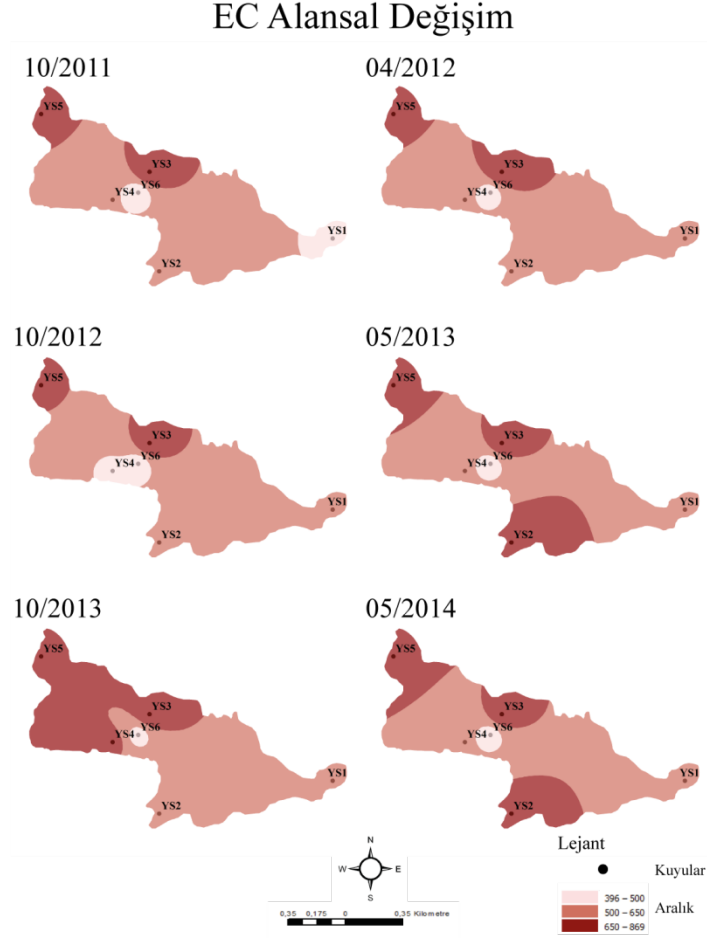 EC Alansal Değişim
10/2011 04/2012
YS5 YS5
YS3 YS3
YS4 YS6 YS4 YS6
YS1 YS1
YS2 YS2
10/2012 05/2013
YS5 YS5
YS3 YS3
YS4 YS6 YS4 YS6
YS1 YS1
YS2 YS2
10/2013 05/2014
YS5 YS5
YS3 YS3
YS4 YS6 YS4 YS6
YS1 YS1
YS2 YS2
N
W E
S
0,35 0,175 0 0,35 Kilometre
Lejant
Kuyular
396 – 500
500 – 650 Aralık
650 – 869